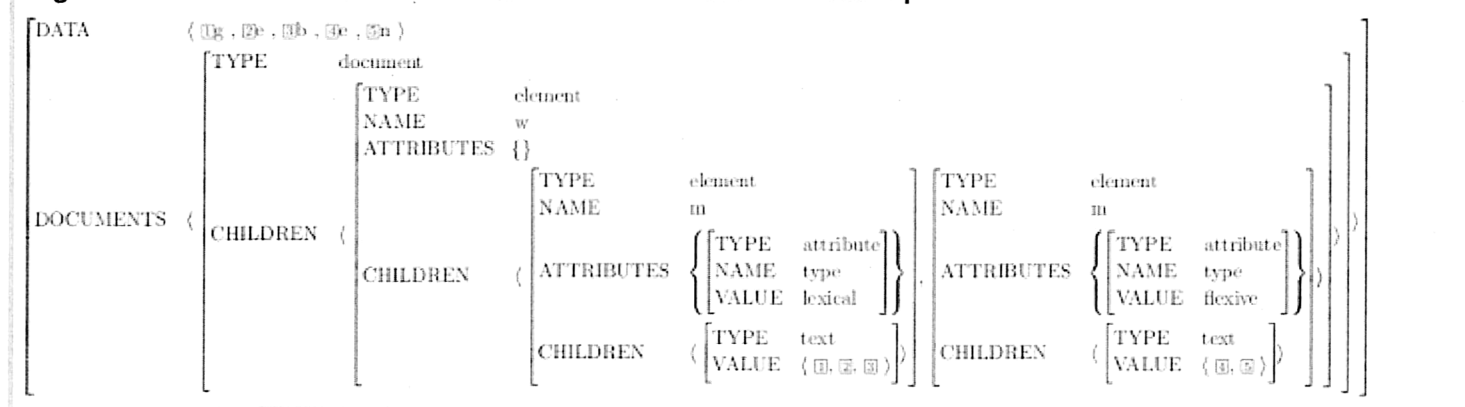 DATA ⟨ 1g , 2e , 3b , 4e , 5n ⟩
TYPE document
TYPE element
NAME w
ATTRIBUTES {}
TYPE element TYPE element
NAME m NAME m
DOCUMENTS ⟨ CHILDREN ⟨
TYPE attribute TYPE attribute
CHILDREN ⟨ ATTRIBUTES NAME type , ATTRIBUTES NAME type ⟩
VALUE lexical VALUE flexive
TYPE text TYPE text
CHILDREN ⟨ ⟩ CHILDREN ⟨ ⟩
VALUE ⟨ 1, 2, 3 ⟩ VALUE ⟨ 4, 5 ⟩